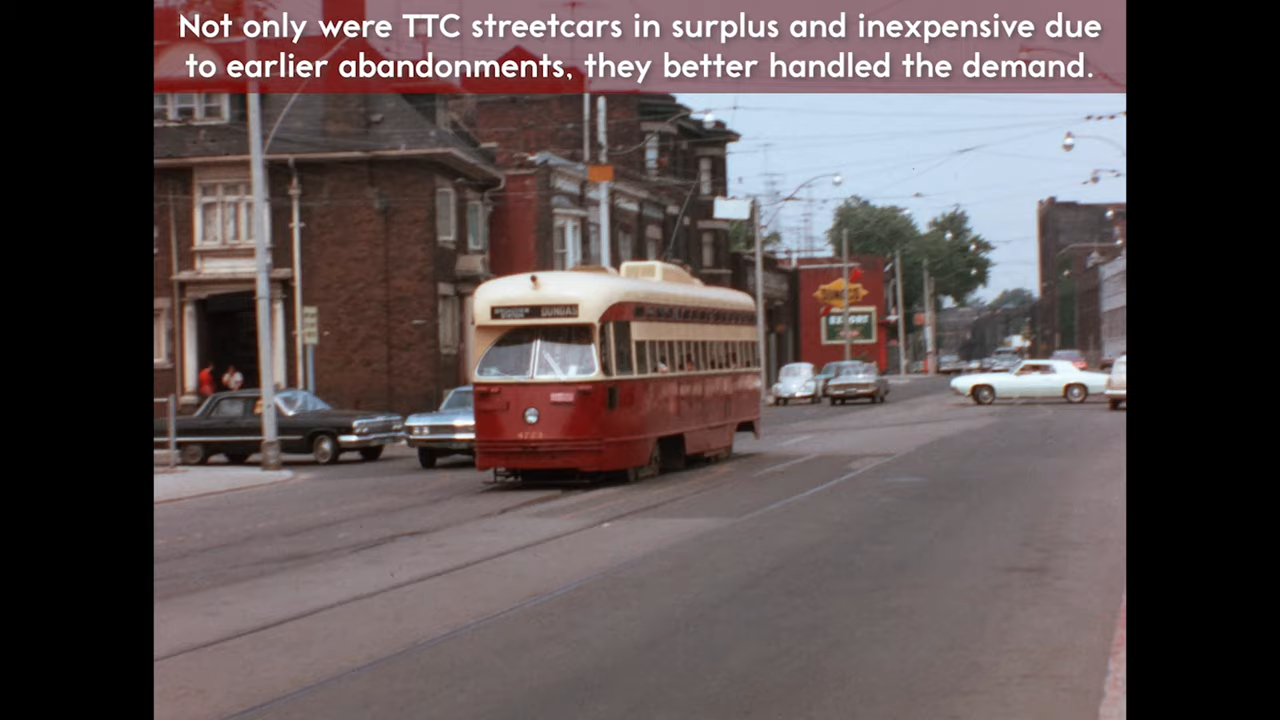 Not only were TTC streetcars in surplus and inexpensive due
to earlier abandonments, they better handled the demand.
DUNDAS